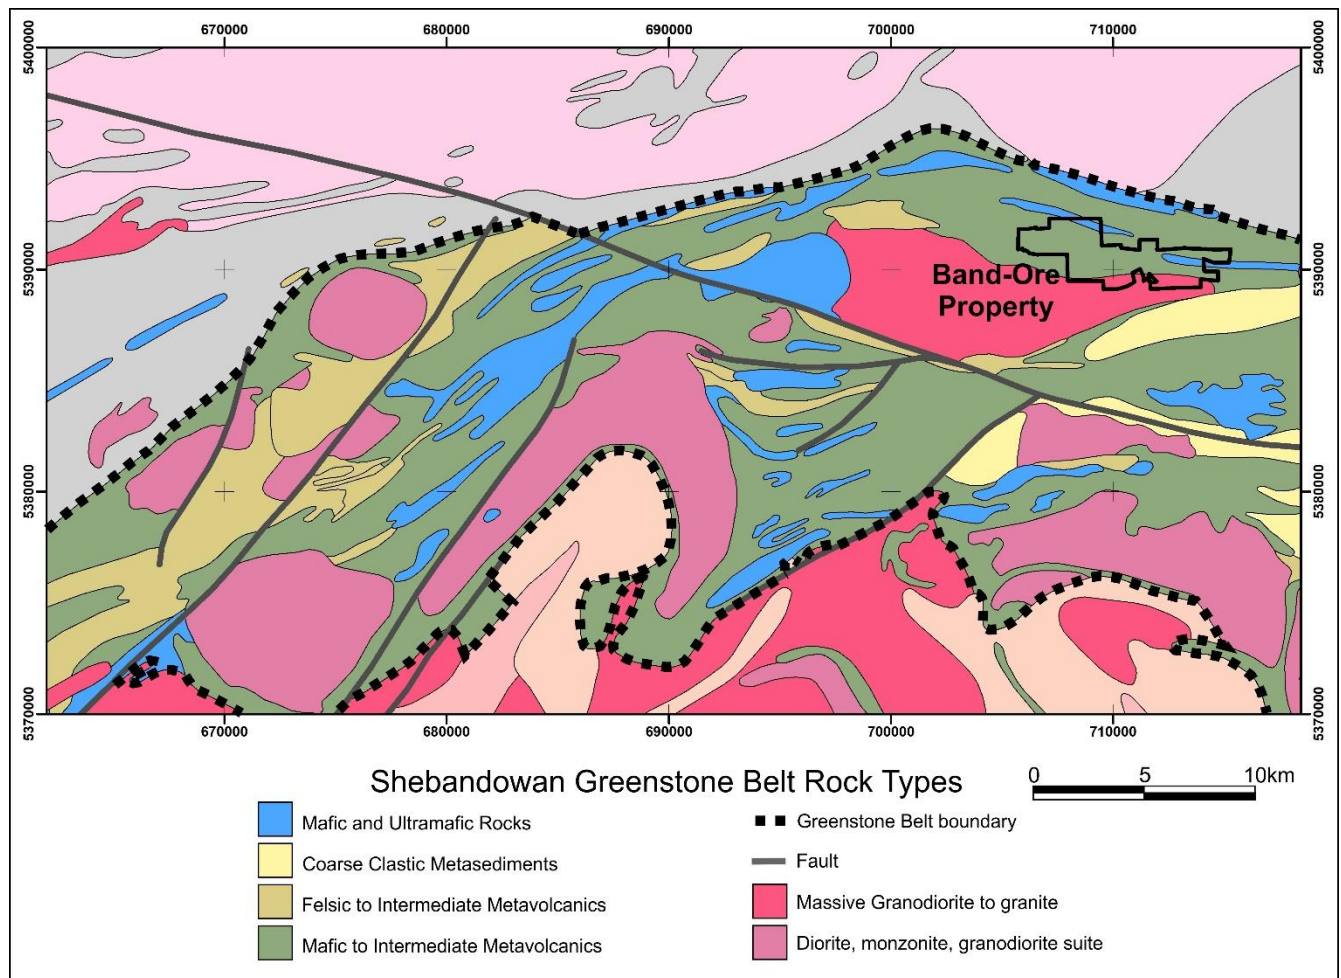 670000 680000 690000 700000 710000
5400000 5400000
5390000 5390000
Band-Ore
Property
5380000 5380000
5370000 5370000
670000 680000 690000 700000 710000
Shebandowan Greenstone Belt Rock Types
0 5 10km
Mafic and Ultramafic Rocks
Greenstone Belt boundary
Coarse Clastic Metasediments
Fault
Felsic to Intermediate Metavolcanics
Massive Granodiorite to granite
Mafic to Intermediate Metavolcanics
Diorite, monzonite, granodiorite suite